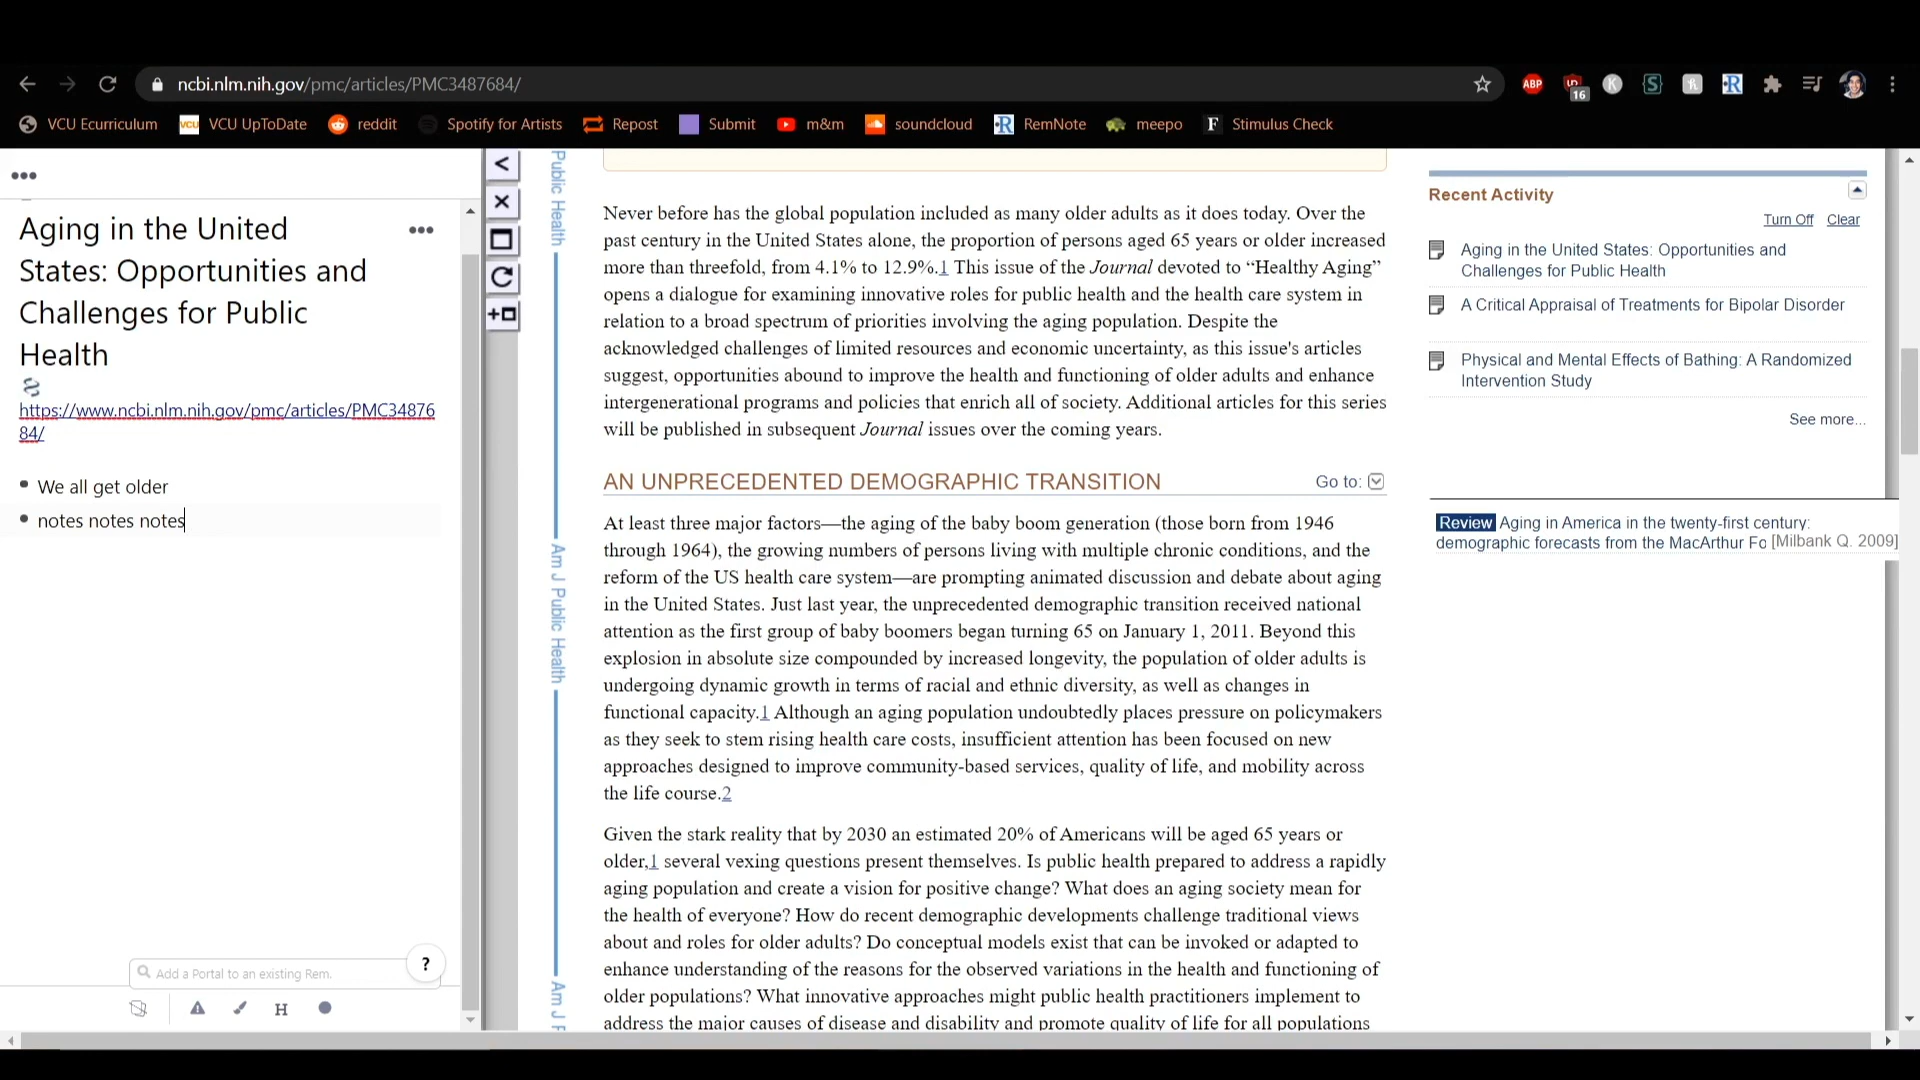 ncbi.nlm.nih.gov/pmc/articles/PMC3487684/
ABP
16
VCU Ecurriculum
VCU UpToDate
reddit
Spotify for Artists
Repost
Submit
m&m
soundcloud
RemNote
meepo
F Stimulus Check
Aging in the United
States: Opportunities and
Challenges for Public
Health
https://www.ncbi.nlm.nih.gov/pmc/articles/PMC34876
84/
We all get older
notes notes notes
Add a Portal to an existing Rem.
?
H
Public Health
Am J Public Health
Am J P
Never before has the global population included as many older adults as it does today. Over the
past century in the United States alone, the proportion of persons aged 65 years or older increased
more than threefold, from 4.1% to 12.9%.1 This issue of the Journal devoted to “Healthy Aging”
opens a dialogue for examining innovative roles for public health and the health care system in
relation to a broad spectrum of priorities involving the aging population. Despite the
acknowledged challenges of limited resources and economic uncertainty, as this issue's articles
suggest, opportunities abound to improve the health and functioning of older adults and enhance
intergenerational programs and policies that enrich all of society. Additional articles for this series
will be published in subsequent Journal issues over the coming years.
AN UNPRECEDENTED DEMOGRAPHIC TRANSITION
Go to:
At least three major factors—the aging of the baby boom generation (those born from 1946
through 1964), the growing numbers of persons living with multiple chronic conditions, and the
reform of the US health care system—are prompting animated discussion and debate about aging
in the United States. Just last year, the unprecedented demographic transition received national
attention as the first group of baby boomers began turning 65 on January 1, 2011. Beyond this
explosion in absolute size compounded by increased longevity, the population of older adults is
undergoing dynamic growth in terms of racial and ethnic diversity, as well as changes in
functional capacity.1 Although an aging population undoubtedly places pressure on policymakers
as they seek to stem rising health care costs, insufficient attention has been focused on new
approaches designed to improve community-based services, quality of life, and mobility across
the life course.2
Given the stark reality that by 2030 an estimated 20% of Americans will be aged 65 years or
older,1 several vexing questions present themselves. Is public health prepared to address a rapidly
aging population and create a vision for positive change? What does an aging society mean for
the health of everyone? How do recent demographic developments challenge traditional views
about and roles for older adults? Do conceptual models exist that can be invoked or adapted to
enhance understanding of the reasons for the observed variations in the health and functioning of
older populations? What innovative approaches might public health practitioners implement to
address the major causes of disease and disability and promote quality of life for all populations
Recent Activity
Turn Off Clear
Aging in the United States: Opportunities and
Challenges for Public Health
A Critical Appraisal of Treatments for Bipolar Disorder
Physical and Mental Effects of Bathing: A Randomized
Intervention Study
See more...
Review Aging in America in the twenty-first century:
demographic forecasts from the MacArthur Fo [Milbank Q. 2009]